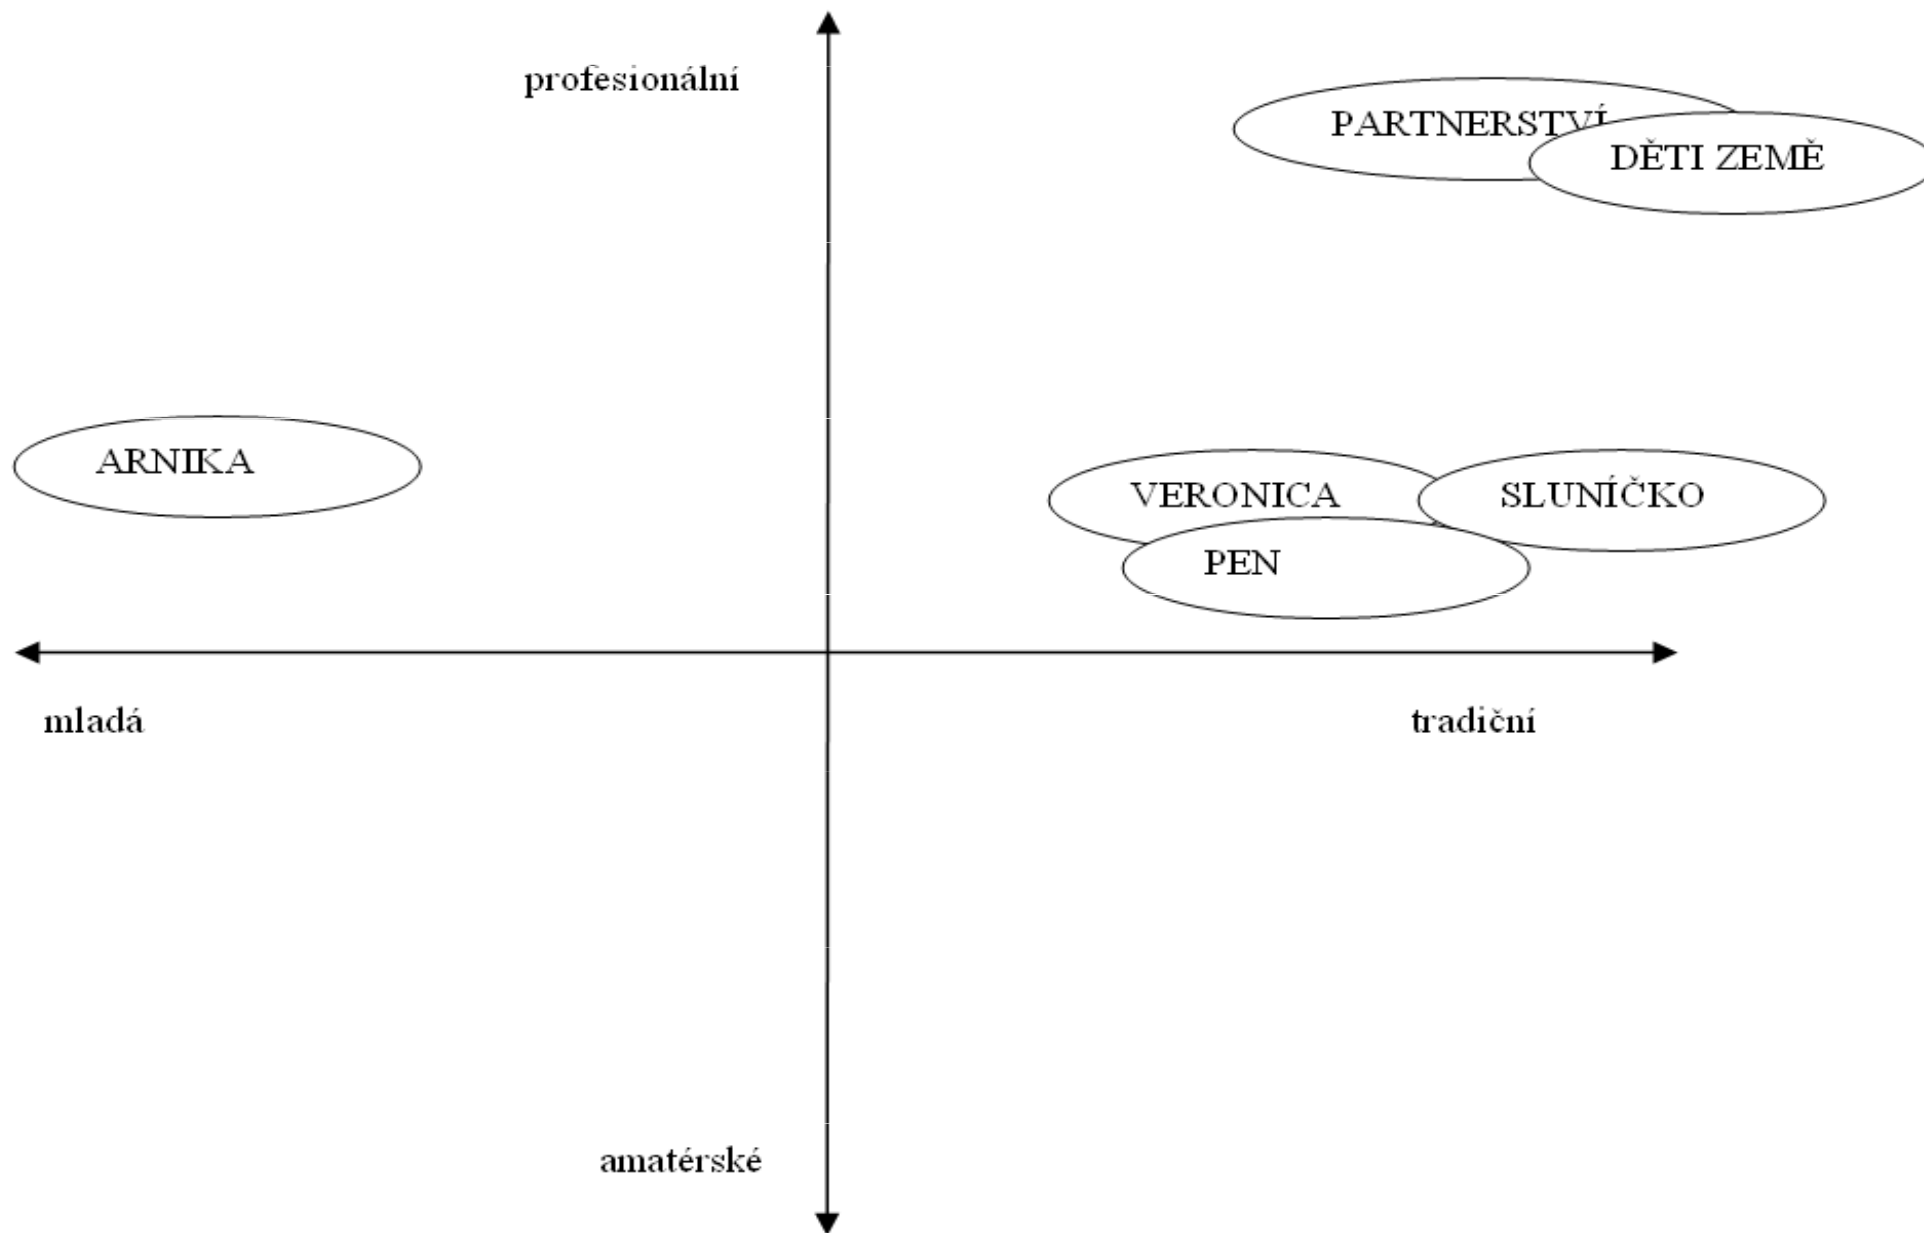 profesionální
PARTNERSTVÍ
DĚTI ZEMĚ
ARNIKA
VERONICA
SLUNÍČKO
PEN
mladá
tradiční
amatérské